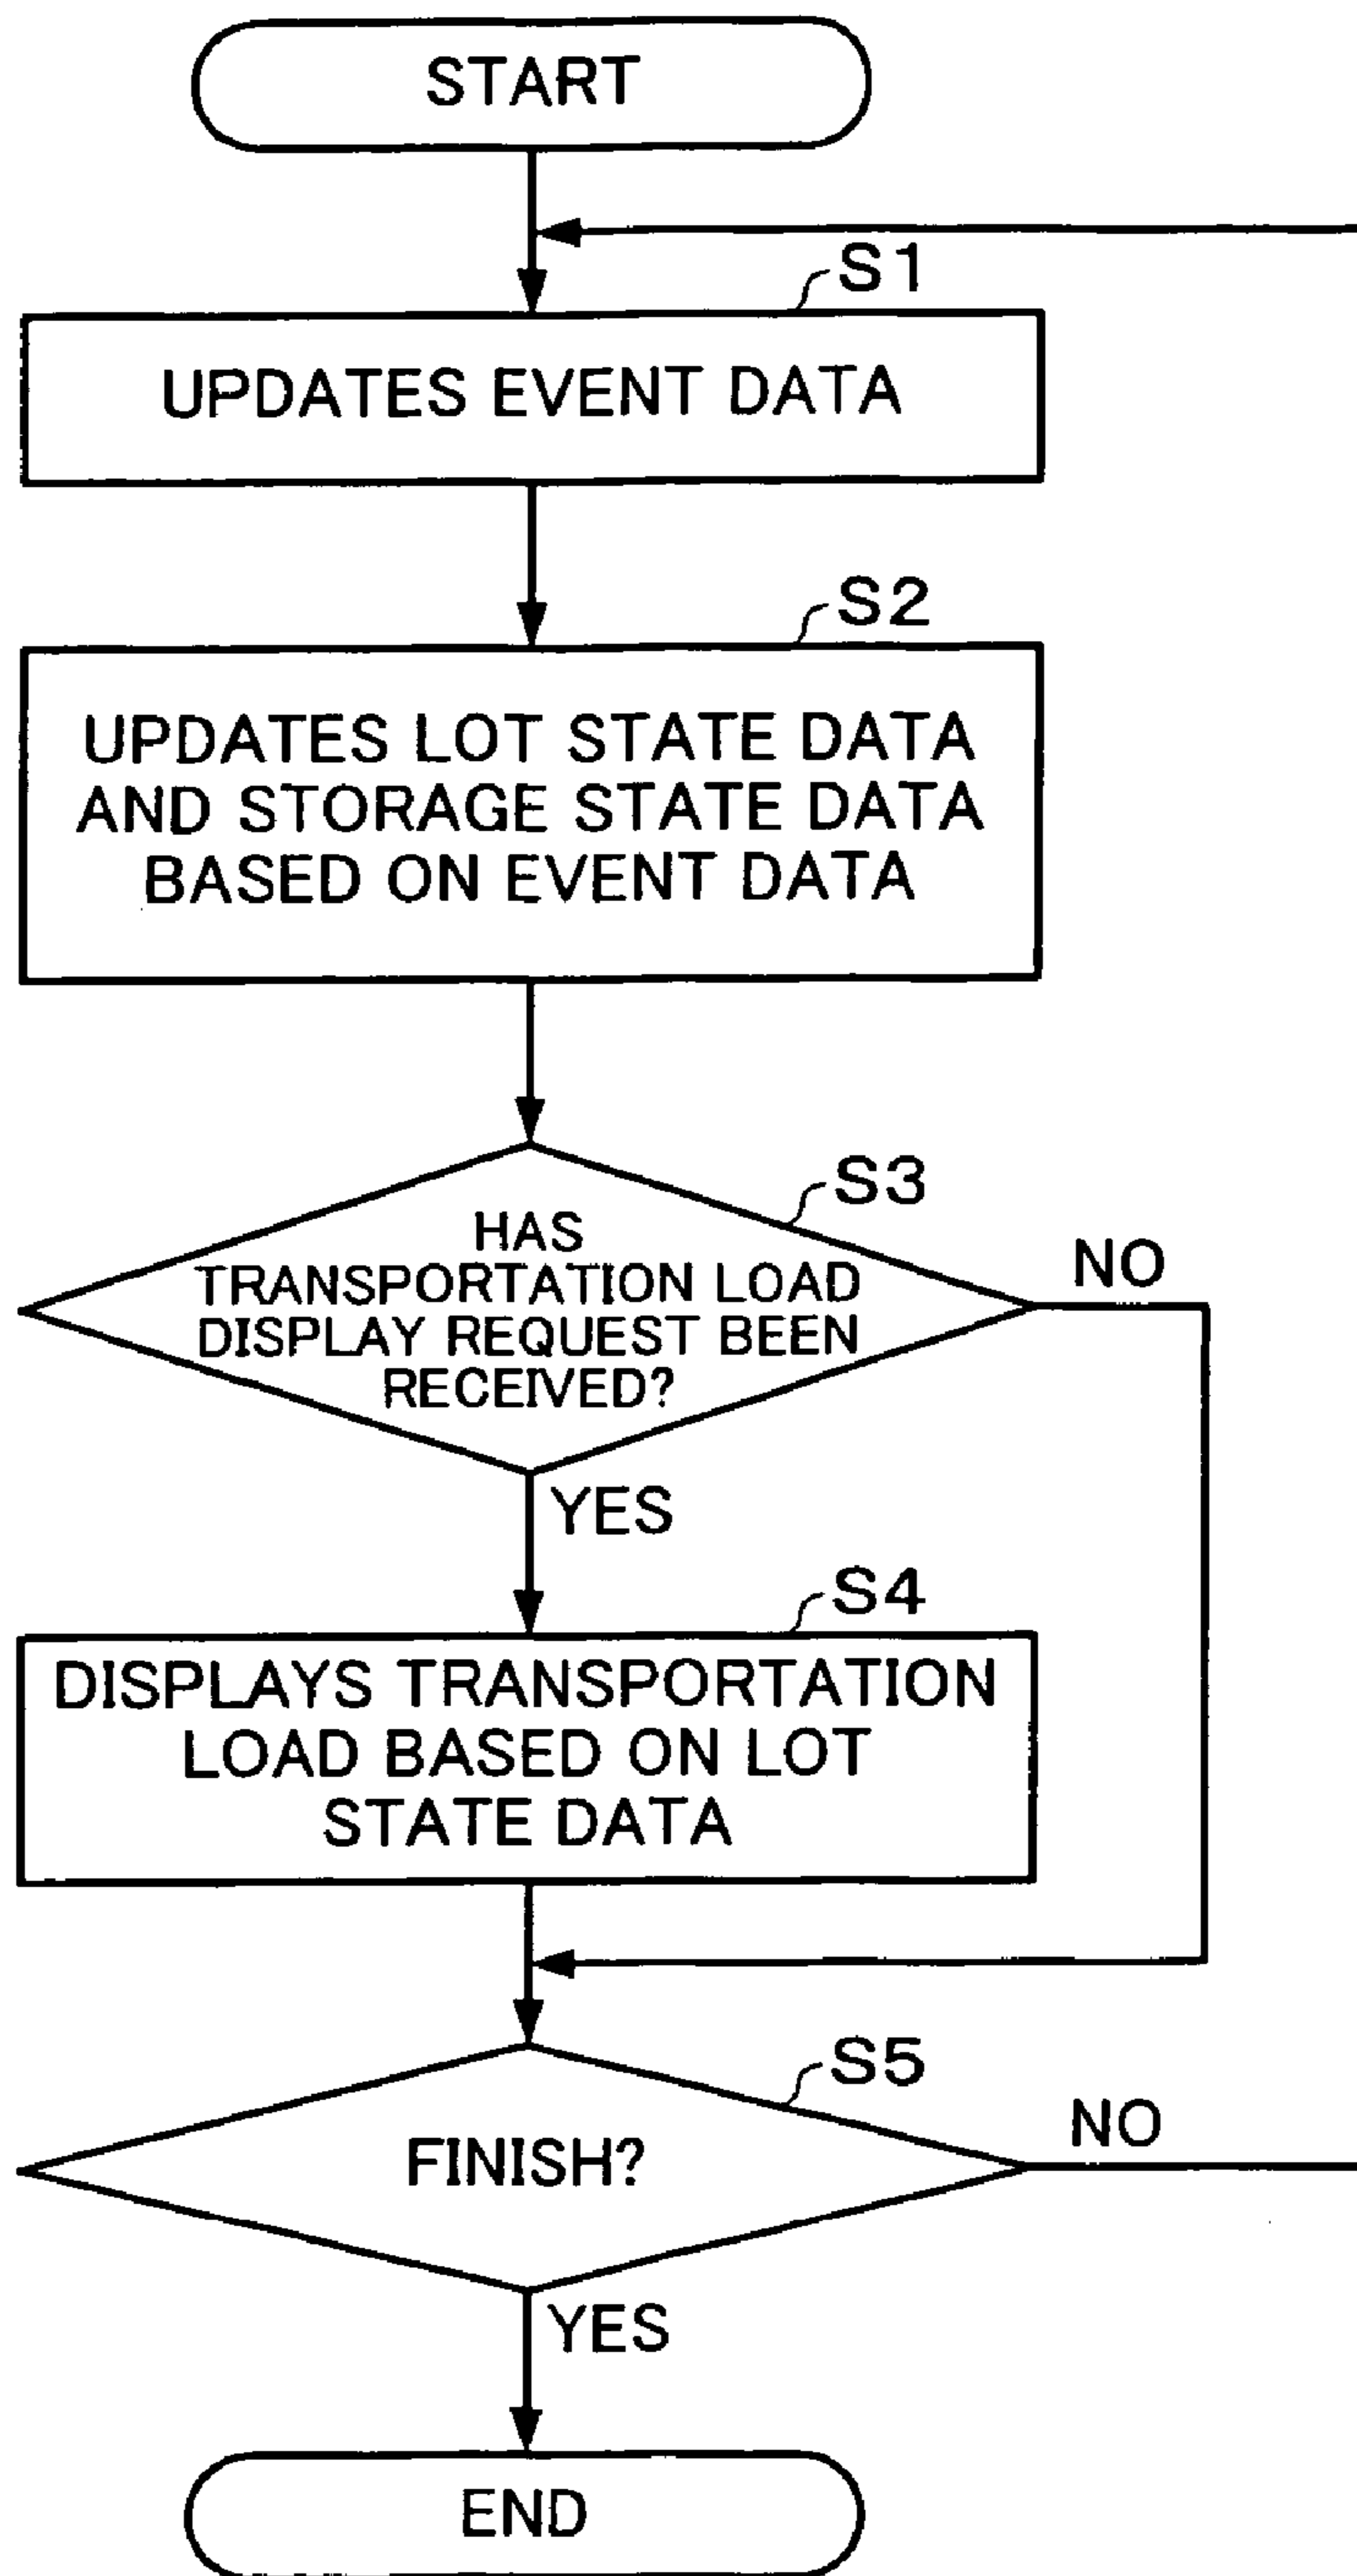 START
S1
UPDATES EVENT DATA
S2
UPDATES LOT STATE DATA
AND STORAGE STATE DATA
BASED ON EVENT DATA
S3
HAS
TRANSPORTATION LOAD
DISPLAY REQUEST BEEN
RECEIVED?
NO
YES
S4
DISPLAYS TRANSPORTATION
LOAD BASED ON LOT
STATE DATA
S5
FINISH?
NO
YES
END